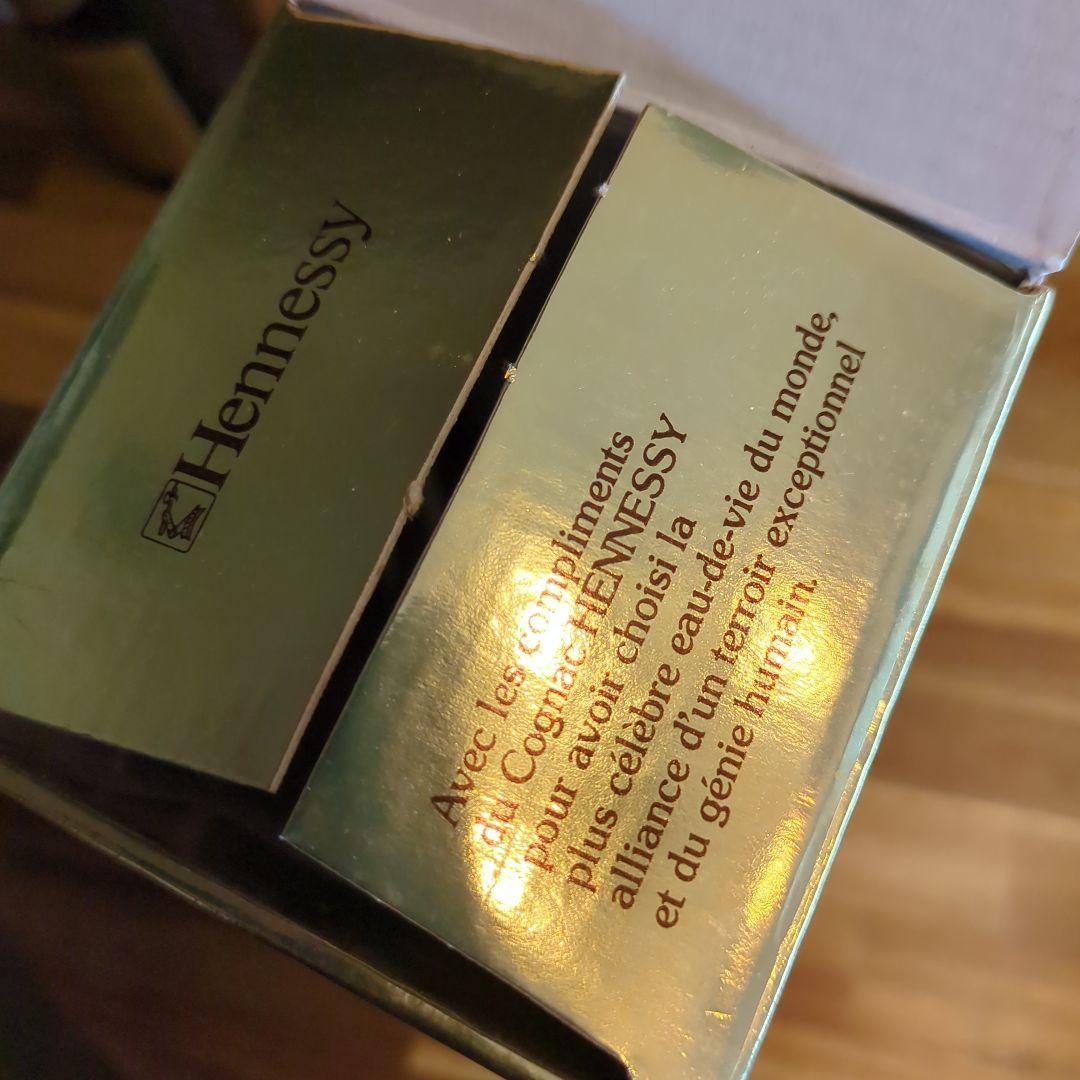 Hennessy
Avec les compliments
du Cognac HENNESSY
pour avoir choisi la
plus célèbre eau-de-vie du monde,
alliance d'un terroir exceptionnel
et du génie humain.